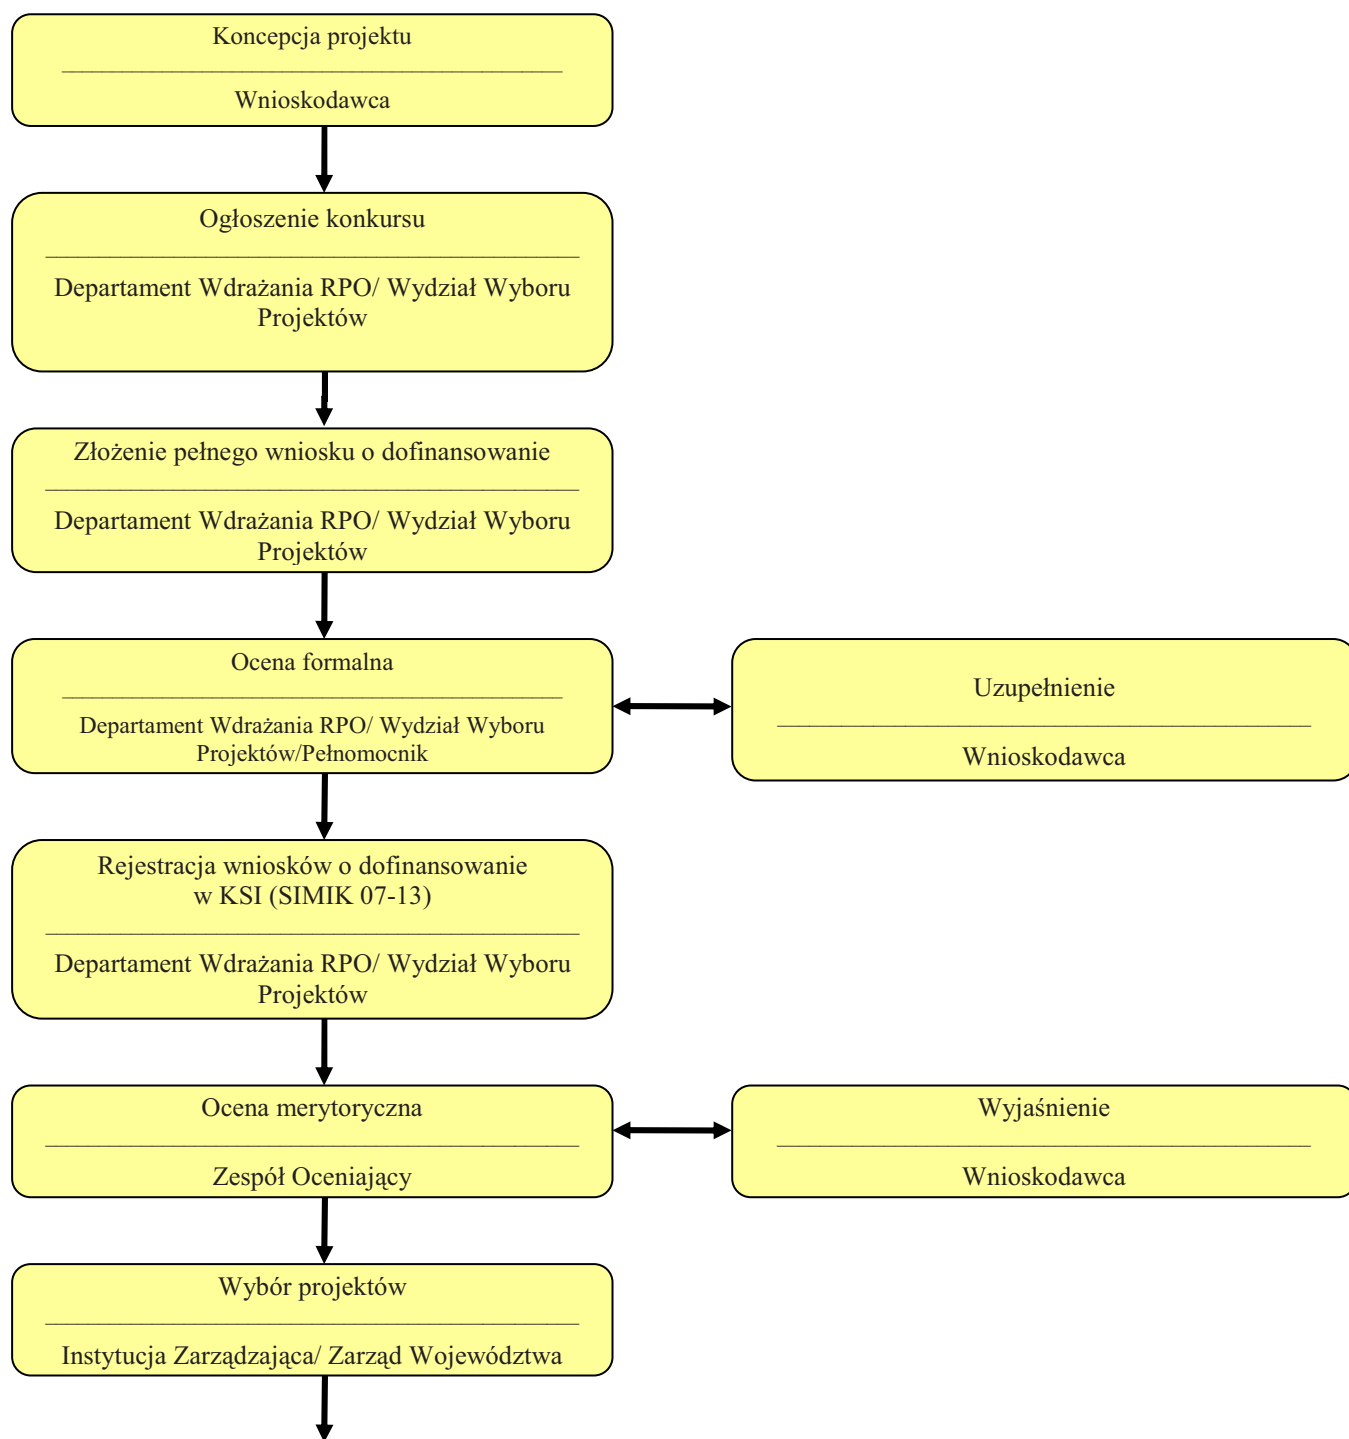 Koncepcja projektu
Wnioskodawca
Ogłoszenie konkursu
Departament Wdrażania RPO/ Wydział Wyboru
Projektów
Złożenie pełnego wniosku o dofinansowanie
Departament Wdrażania RPO/ Wydział Wyboru
Projektów
Ocena formalna
Departament Wdrażania RPO/ Wydział Wyboru
Projektów/Pełnomocnik
Uzupełnienie
Wnioskodawca
Rejestracja wniosków o dofinansowanie
w KSI (SIMIK 07-13)
Departament Wdrażania RPO/ Wydział Wyboru
Projektów
Ocena merytoryczna
Zespół Oceniający
Wyjaśnienie
Wnioskodawca
Wybór projektów
Instytucja Zarządzająca/ Zarząd Województwa